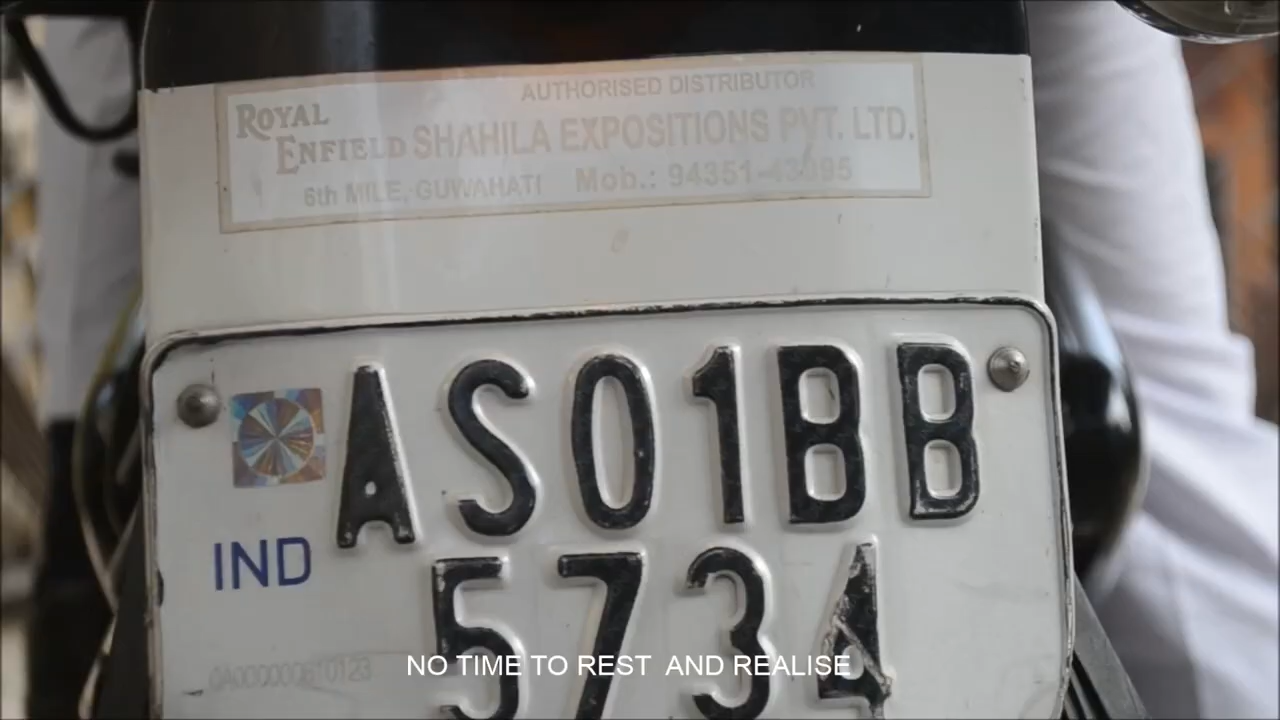 AUTHORISED DISTRIBUTOR
ROYAL ENFIELD SHAHILA EXPOSITIONS PVT. LTD.
6th MILE, GUWAHATI Mob.: 94351-43095
AS01BB
IND
5734
NO TIME TO REST AND REALISE